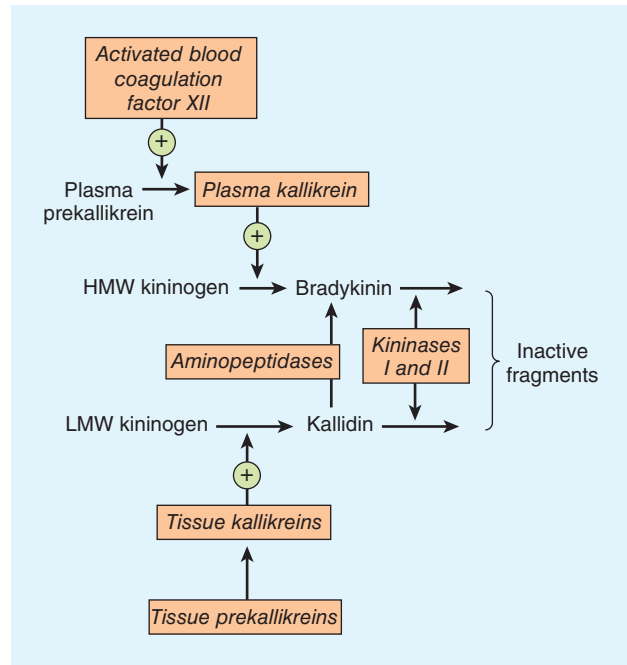 Activated blood
coagulation
factor XII
+
Plasma
prekallikrein
Plasma kallikrein
+
HMW kininogen
Bradykinin
Aminopeptidases
Kininases
I and II
Inactive
fragments
LMW kininogen
Kallidin
+
Tissue kallikreins
Tissue prekallikreins